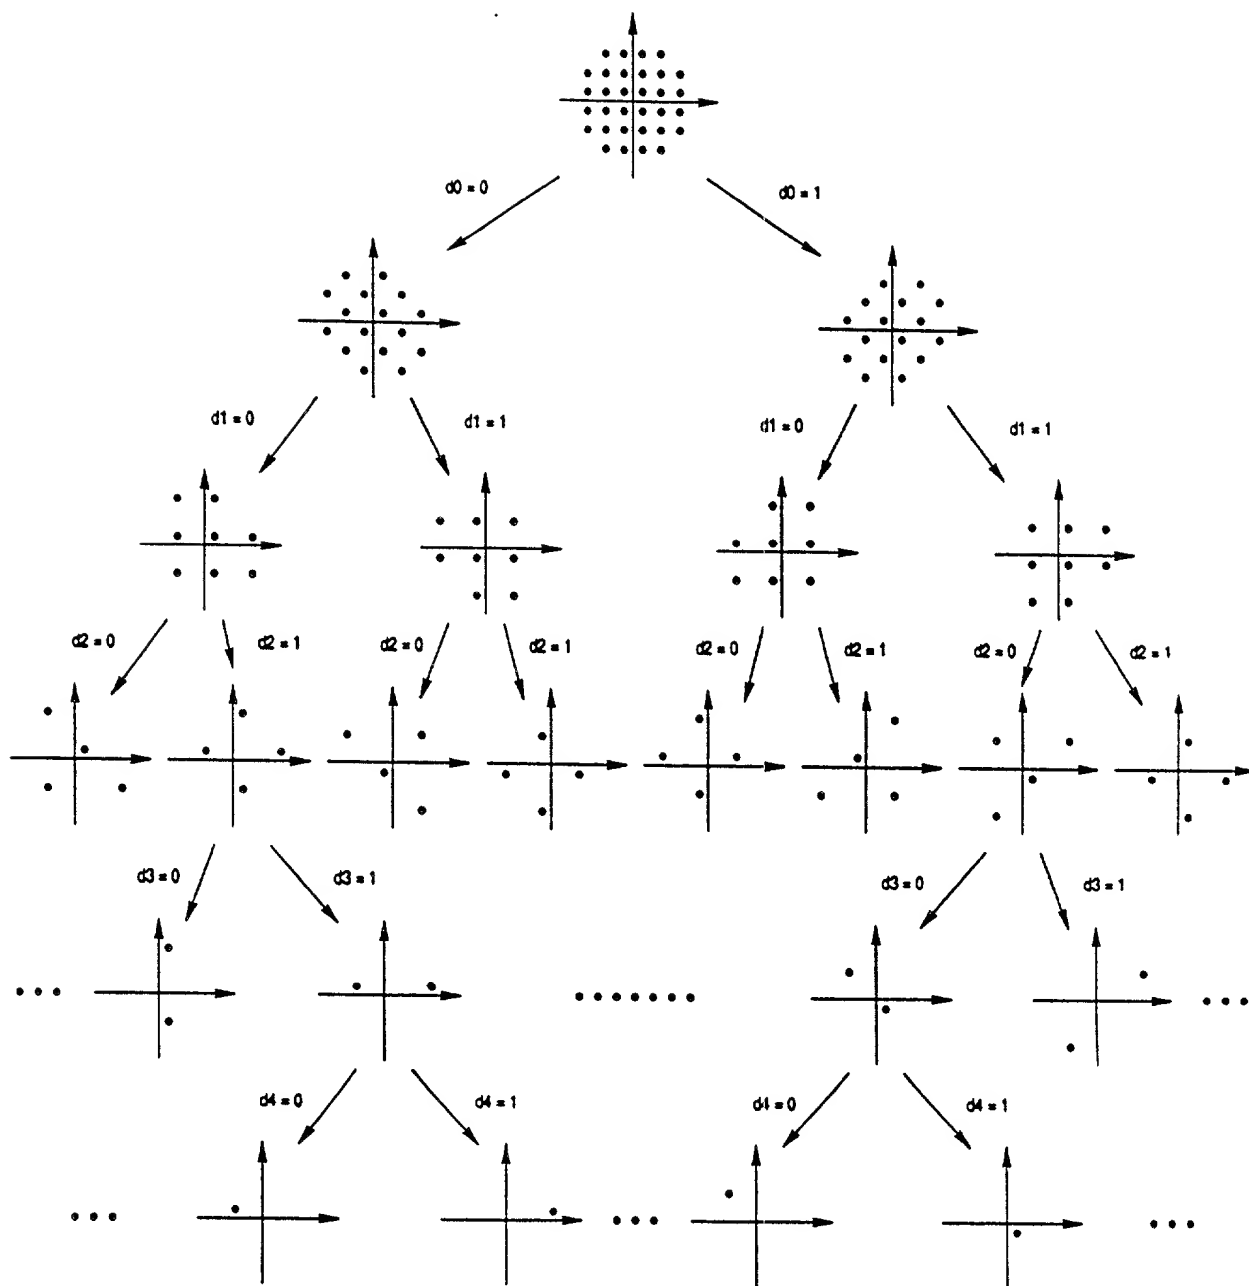 d0 = 0
d0 = 1
d1 = 0
d1 = 1
d1 = 0
d1 = 1
d2 = 0
d2 = 1
d2 = 0
d2 = 1
d2 = 0
d2 = 1
d2 = 0
d2 = 1
d3 = 0
d3 = 1
d3 = 0
d3 = 1
d4 = 0
d4 = 1
d4 = 0
d4 = 1